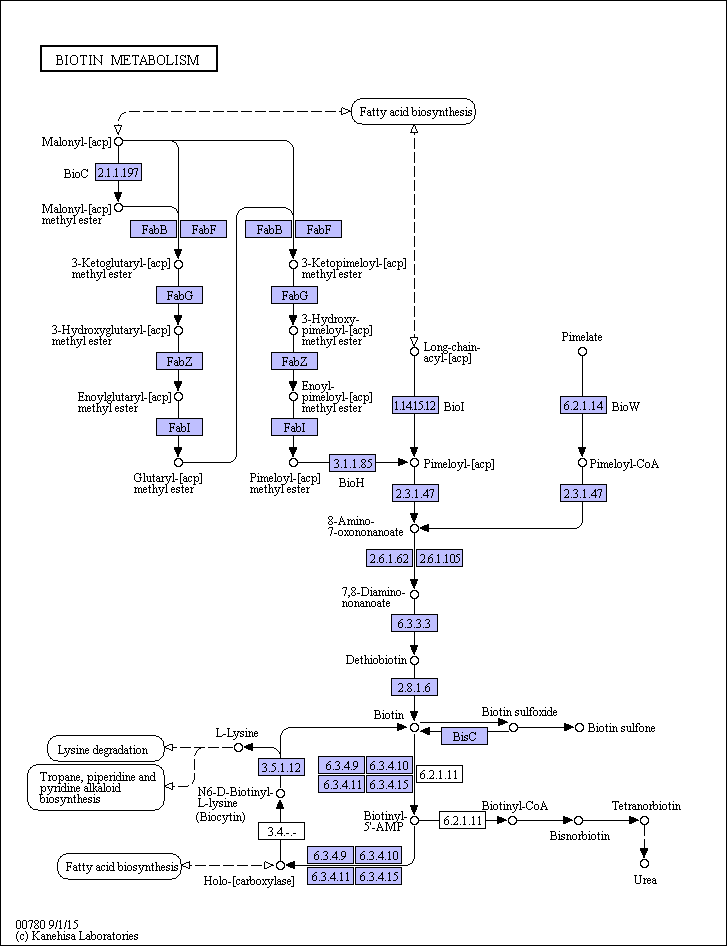 BIOTIN METABOLISM
Fatty acid biosynthesis
Malonyl-[acp]
BioC
2.1.1.197
Malonyl-[acp]
methyl ester
FabB
FabF
FabB
FabF
3-Ketoglutaryl-[acp]
methyl ester
3-Ketopimeloyl-[acp]
methyl ester
FabG
FabG
3-Hydroxyglutaryl-[acp]
methyl ester
3-Hydroxy-
pimeloyl-[acp]
methyl ester
Long-chain-
acyl-[acp]
Pimelate
FabZ
FabZ
Enoylglutaryl-[acp]
methyl ester
Enoyl-
pimeloyl-[acp]
methyl ester
1.14.15.12
BioI
6.2.1.14
BioW
FabI
FabI
Glutaryl-[acp]
methyl ester
Pimeloyl-[acp]
methyl ester
3.1.1.85
BioH
Pimeloyl-[acp]
Pimeloyl-CoA
2.3.1.47
2.3.1.47
8-Amino-
7-oxononanoate
2.6.1.62
2.6.1.105
7,8-Diamino-
nonanoate
6.3.3.3
Dethiobiotin
2.8.1.6
Biotin
Biotin sulfoxide
BisC
Biotin sulfone
L-Lysine
Lysine degradation
Tropane, piperidine and
pyridine alkaloid
biosynthesis
3.5.1.12
6.3.4.9
6.3.4.10
6.3.4.11
6.3.4.15
6.2.1.11
N6-D-Biotinyl-
L-lysine
(Biocytin)
Biotinyl-
5'-AMP
6.2.1.11
Biotinyl-CoA
Bisnorbiotin
Tetranorbiotin
3.4.-.-
Fatty acid biosynthesis
Holo-[carboxylase]
6.3.4.9
6.3.4.10
6.3.4.11
6.3.4.15
Urea
00780 9/1/15
(c) Kanehisa Laboratories